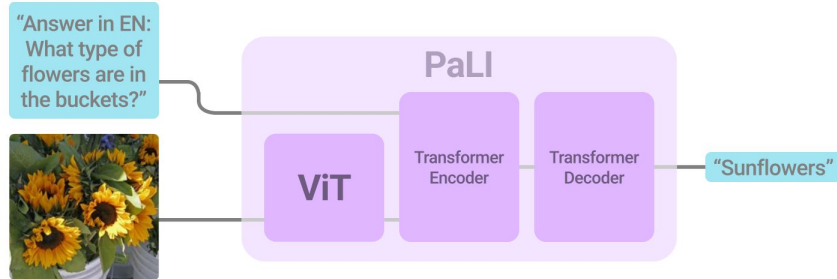 “Answer in EN:
What type of
flowers are in
the buckets?”
PaLI
ViT
Transformer
Encoder
Transformer
Decoder
“Sunflowers”